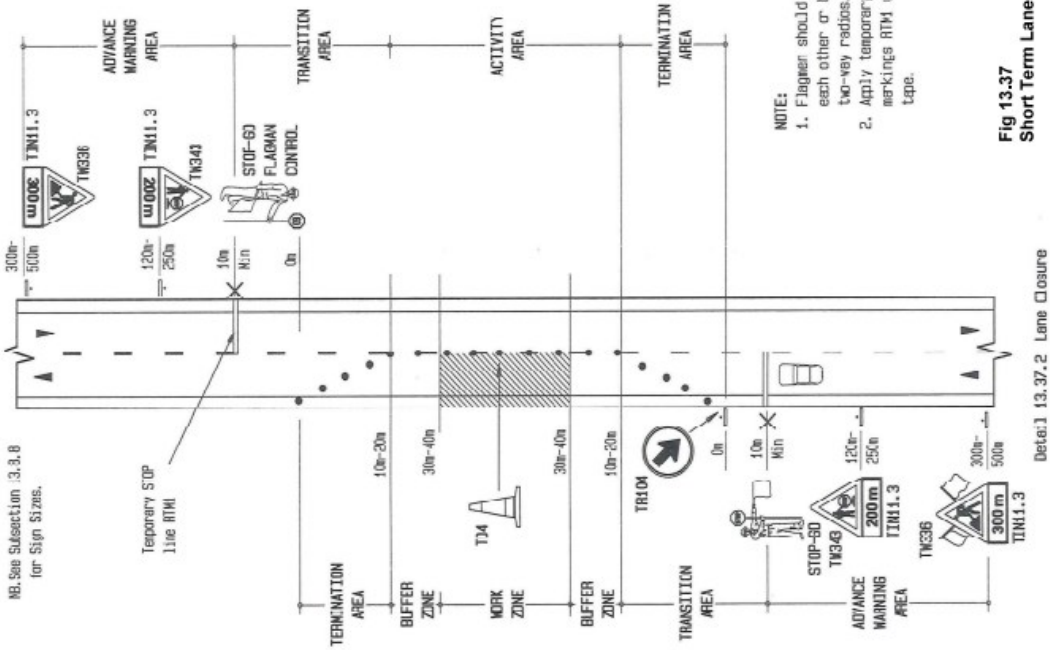 NB.See Subsection 13.8.8
for Sign Sizes.
300m-
500m
300m
TIN11.3
TW336
ADVANCE
WARNING
AREA
120m-
250m
200m
TIN11.3
TW343
Temporary STOP
line RTM1
10m
Min
STOP-GO
FLAGMAN
CONTROL
0m
TRANSITION
AREA
TERMINATION
AREA
10m-20m
BUFFER
ZONE
30m-40m
ACTIVITY
AREA
WORK
ZONE
30m-40m
BUFFER
ZONE
10m-20m
TERMINATION
AREA
TR104
TRANSITION
AREA
0m
10m
Min
STOP-GO
TW343
200m
TIN11.3
120m-
250m
ADVANCE
WARNING
AREA
TW336
300m
TIN11.3
300m-
500m
NOTE:
1. Flagmen should
each other or
two-way radios.
2. Apply temporary
markings RTM1
tape.
Fig 13.37
Short Term Lane
Detail 13.37.2 Lane Closure